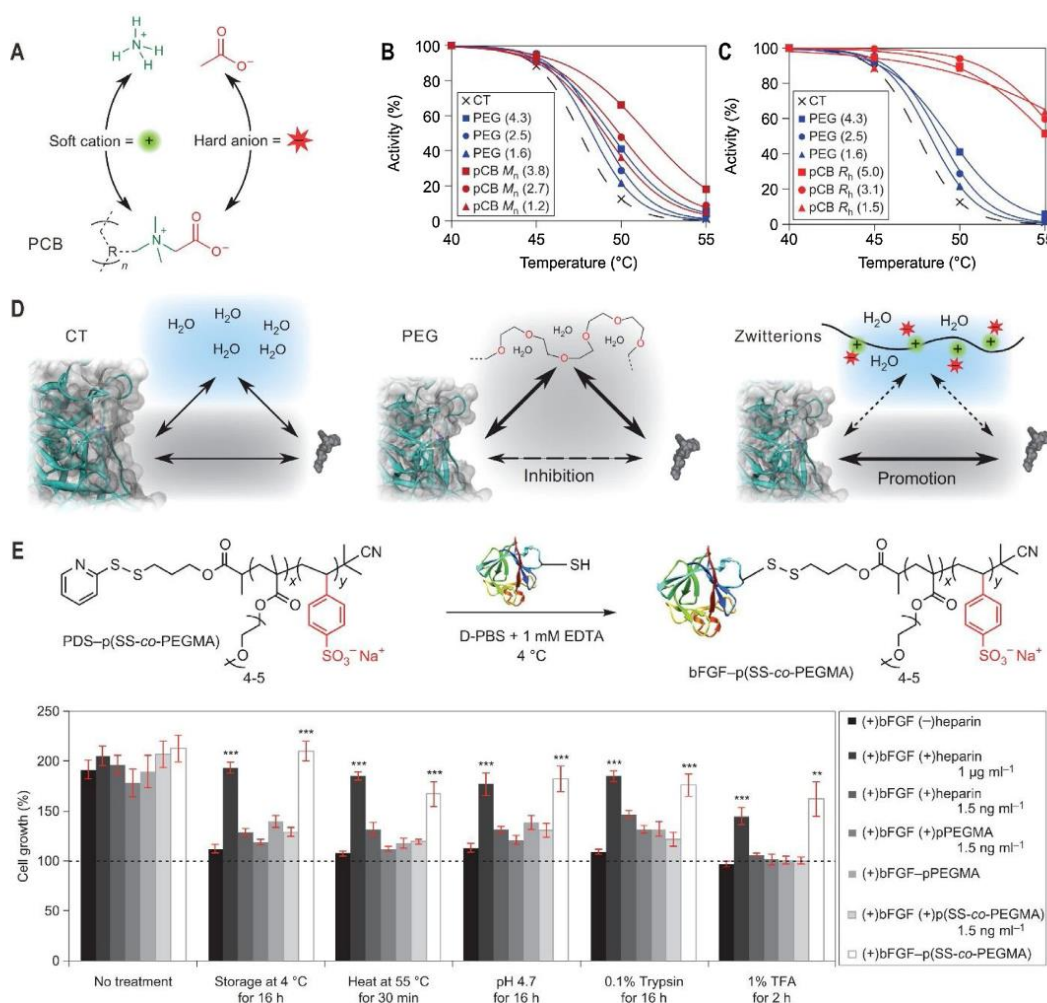 A
H
H N+ H
H
O
O−
Soft cation = +
Hard anion = −
PCB
R
n
N+
O
O−
B
Activity (%)
100
80
60
40
20
0
CT
PEG (4.3)
PEG (2.5)
PEG (1.6)
pCB Mn (3.8)
pCB Mn (2.7)
pCB Mn (1.2)
40 45 50 55
Temperature (°C)
C
Activity (%)
100
80
60
40
20
0
CT
PEG (4.3)
PEG (2.5)
PEG (1.6)
pCB Rh (5.0)
pCB Rh (3.1)
pCB Rh (1.5)
40 45 50 55
Temperature (°C)
D
CT
H2O H2O H2O
H2O H2O
PEG
O O O O O O
H2O H2O
Inhibition
Zwitterions
H2O H2O
H2O
+ + + +
− − − −
Promotion
E
N S S O O x y CN
O O
O
4-5
SO3− Na+
PDS–p(SS-co-PEGMA)
SH
D-PBS + 1 mM EDTA
4 °C
S S O O x y CN
O O
O
4-5
SO3− Na+
bFGF–p(SS-co-PEGMA)
Cell growth (%)
250
200
150
100
50
0
*** ***
*** ***
*** ***
*** ***
*** **
No treatment
Storage at 4 °C
for 16 h
Heat at 55 °C
for 30 min
pH 4.7
for 16 h
0.1% Trypsin
for 16 h
1% TFA
for 2 h
(+)bFGF (−)heparin
(+)bFGF (+)heparin
1 µg ml−1
(+)bFGF (+)heparin
1.5 ng ml−1
(+)bFGF (+)pPEGMA
1.5 ng ml−1
(+)bFGF–pPEGMA
(+)bFGF (+)p(SS-co-PEGMA)
1.5 ng ml−1
(+)bFGF–p(SS-co-PEGMA)